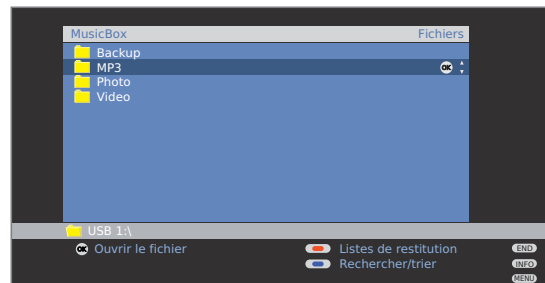 MusicBox Fichiers
Backup
MP3 OK
Photo
Video
USB 1:\
OK Ouvrir le fichier Listes de restitution END
Rechercher/trier INFO
MENU